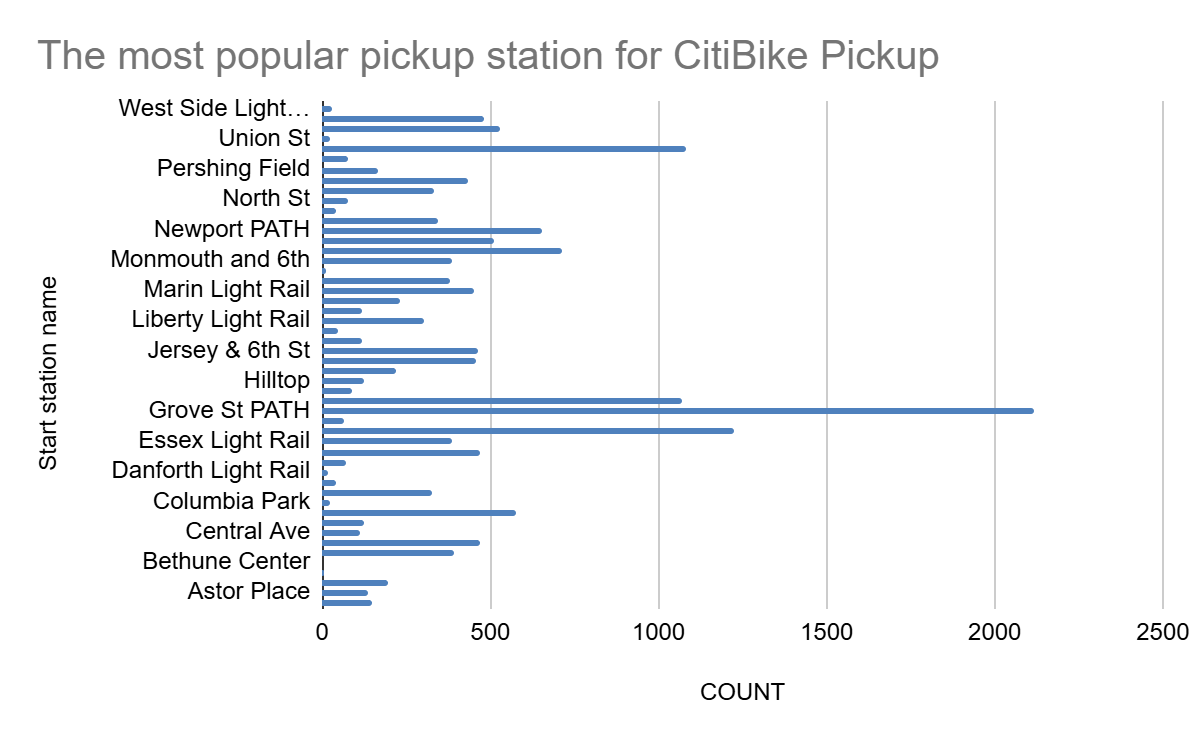 The most popular pickup station for CitiBike Pickup
Start station name
West Side Light…
Union St
Pershing Field
North St
Newport PATH
Monmouth and 6th
Marin Light Rail
Liberty Light Rail
Jersey & 6th St
Hilltop
Grove St PATH
Essex Light Rail
Danforth Light Rail
Columbia Park
Central Ave
Bethune Center
Astor Place
0 500 1000 1500 2000 2500
COUNT